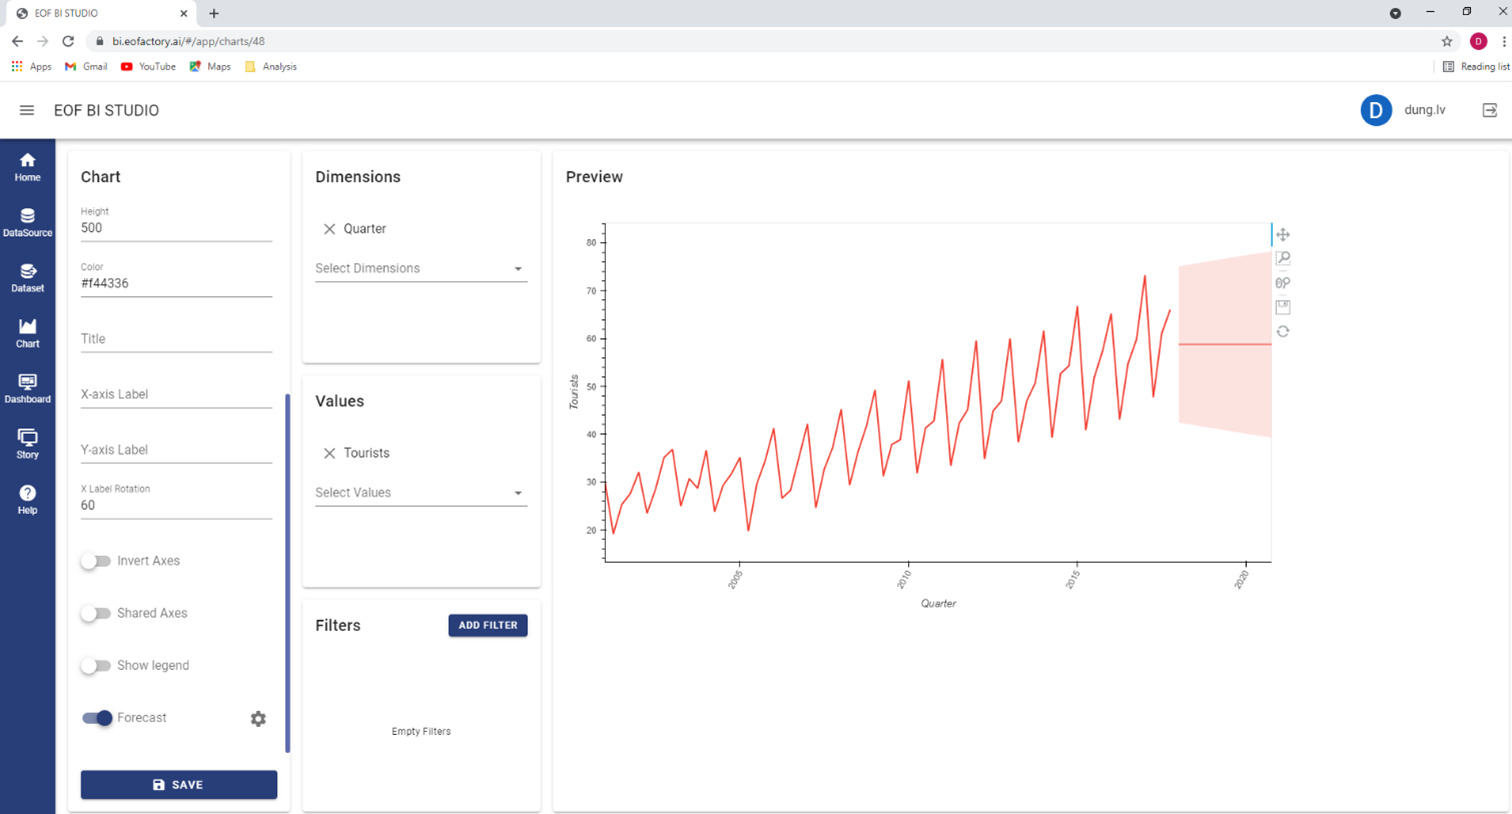 EOF BI STUDIO
bi.eofactory.ai/#/app/charts/48
D
Apps
Gmail
YouTube
Maps
Analysis
Reading list
EOF BI STUDIO
D
dung.lv
Home
DataSource
Dataset
Chart
Dashboard
Story
Help
Chart
Height
500
Color
#f44336
Title
X-axis Label
Y-axis Label
X Label Rotation
60
Invert Axes
Shared Axes
Show legend
Forecast
SAVE
Dimensions
Quarter
Select Dimensions
Values
Tourists
Select Values
Filters
ADD FILTER
Empty Filters
Preview
80
70
60
50
40
30
20
Tourists
2005
2010
2015
2020
Quarter